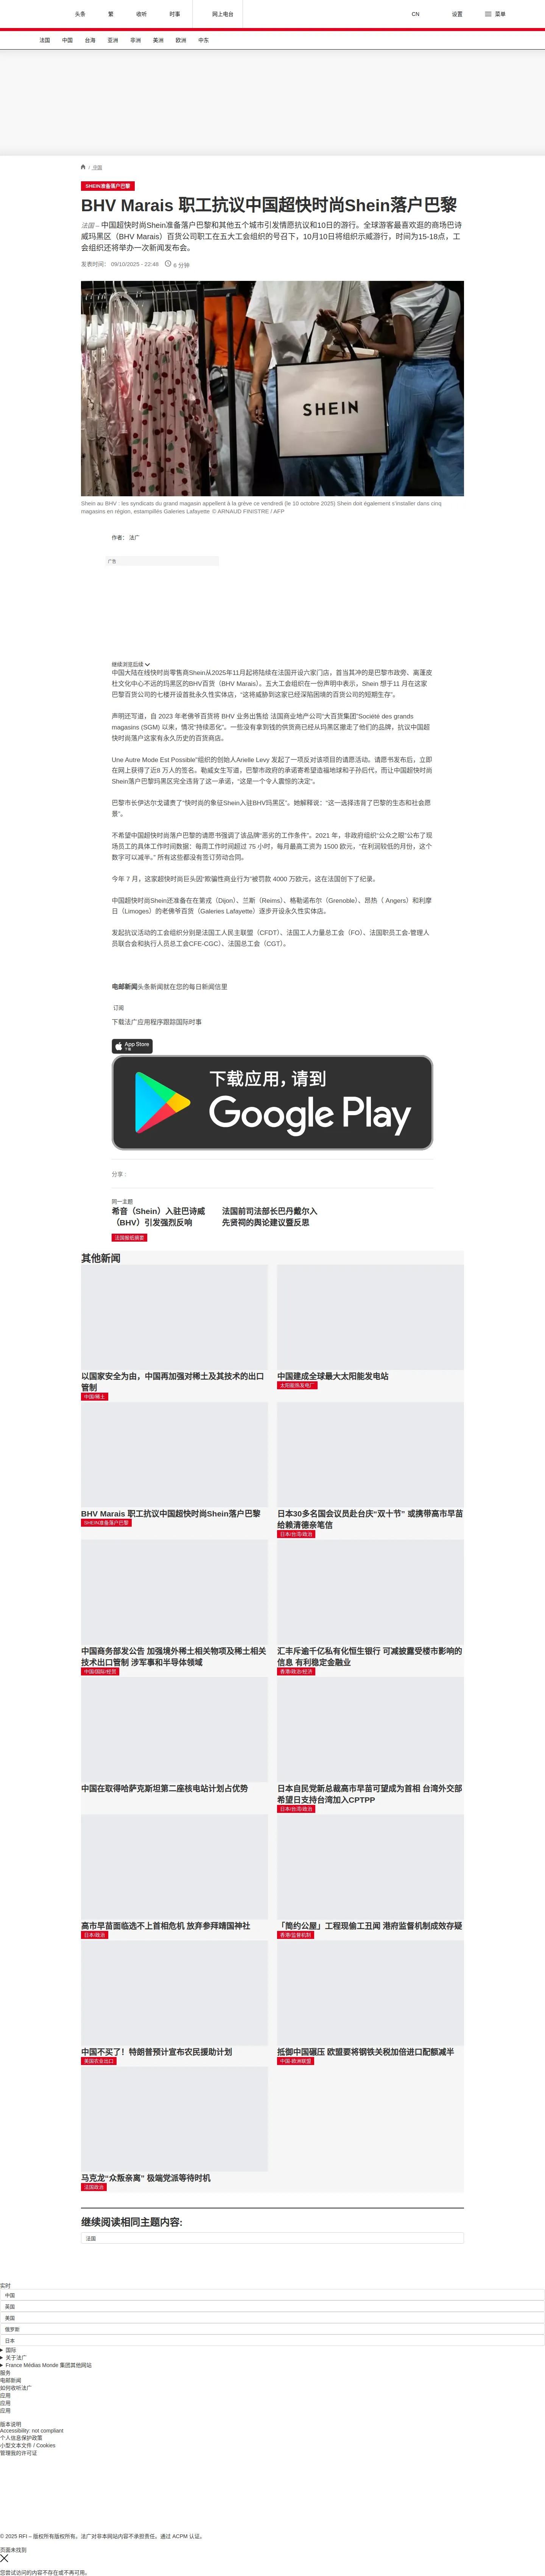 头条
繁
收听
时事
网上电台
CN
设置
菜单
法国
中国
台海
亚洲
非洲
美洲
欧洲
中东
/ 中国
SHEIN准备落户巴黎
BHV Marais 职工抗议中国超快时尚Shein落户巴黎
法国 – 中国超快时尚Shein准备落户巴黎和其他五个城市引发情愿抗议和10日的游行。全球游客最喜欢逛的商场巴诗
威玛黑区（BHV Marais）百货公司职工在五大工会组织的号召下，10月10日将组织示威游行，时间为15-18点，工
会组织还将举办一次新闻发布会。
发表时间： 09/10/2025 - 22:48
6 分钟
SHEIN
Shein au BHV : les syndicats du grand magasin appellent à la grève ce vendredi (le 10 octobre 2025) Shein doit également s'installer dans cinq
magasins en région, estampillés Galeries Lafayette © ARNAUD FINISTRE / AFP
作者： 法广
广告
继续浏览后续
中国大陆在线快时尚零售商Shein从2025年11月起将陆续在法国开设六家门店，首当其冲的是巴黎市政旁、离蓬皮
杜文化中心不远的玛黑区的BHV百货（BHV Marais）。五大工会组织在一份声明中表示，Shein 想于11 月在这家
巴黎百货公司的七楼开设首批永久性实体店，“这将威胁到这家已经深陷困境的百货公司的短期生存”。
声明还写道，自 2023 年老佛爷百货将 BHV 业务出售给 法国商业地产公司“大百货集团”Société des grands
magasins (SGM) 以来，情况“持续恶化”。一些没有拿到钱的供货商已经从玛黑区撤走了他们的品牌，抗议中国超
快时尚落户这家有永久历史的百货商店。
Une Autre Mode Est Possible”组织的创始人Arielle Levy 发起了一项反对该项目的请愿活动。请愿书发布后，立即
在网上获得了近8 万人的签名。勒威女生写道，巴黎市政府的承诺寄希望造福地球和子孙后代，而让中国超快时尚
Shein落户巴黎玛黑区完全违背了这一承诺，“这是一个令人震惊的决定”。
巴黎市长伊达尔戈谴责了“快时尚的象征Shein入驻BHV玛黑区”。她解释说：“这一选择违背了巴黎的生态和社会愿
景”。
不希望中国超快时尚落户巴黎的请愿书强调了该品牌“恶劣的工作条件”。2021 年，非政府组织“公众之眼”公布了现
场员工的具体工作时间数据：每周工作时间超过 75 小时，每月最高工资为 1500 欧元，“在利润较低的月份，这个
数字可以减半。” 所有这些都没有签订劳动合同。
今年 7 月，这家超快时尚巨头因“欺骗性商业行为”被罚款 4000 万欧元，这在法国创下了纪录。
中国超快时尚Shein还准备在在第戎（Dijon）、兰斯（Reims）、格勒诺布尔（Grenoble）、昂热（ Angers）和利摩
日（Limoges）的老佛爷百货（Galeries Lafayette）逐步开设永久性实体店。
发起抗议活动的工会组织分别是法国工人民主联盟（CFDT）、法国工人力量总工会（FO）、法国职员工会-管理人
员联合会和执行人员总工会CFE-CGC）、法国总工会（CGT）。
电邮新闻头条新闻就在您的每日新闻信里
订阅
下载法广应用程序跟踪国际时事
App Store
下载
下载应用，请到
Google Play
分享 :
同一主题
希音（Shein）入驻巴诗威
（BHV）引发强烈反响
法国报纸摘要
法国前司法部长巴丹戴尔入
先贤祠的舆论建议暨反思
其他新闻
以国家安全为由，中国再加强对稀土及其技术的出口
管制
中国/稀土
中国建成全球最大太阳能发电站
太阳能热发电厂
BHV Marais 职工抗议中国超快时尚Shein落户巴黎
SHEIN准备落户巴黎
日本30多名国会议员赴台庆“双十节” 或携带高市早苗
给赖清德亲笔信
日本/台湾/政治
中国商务部发公告 加强境外稀土相关物项及稀土相关
技术出口管制 涉军事和半导体领域
中国/国际/经贸
汇丰斥逾千亿私有化恒生银行 可减披露受楼市影响的
信息 有利稳定金融业
香港/政治/经济
中国在取得哈萨克斯坦第二座核电站计划占优势
日本自民党新总裁高市早苗可望成为首相 台湾外交部
希望日支持台湾加入CPTPP
日本/台湾/政治
高市早苗面临选不上首相危机 放弃参拜靖国神社
日本/政治
「简约公屋」工程现偷工丑闻 港府监督机制成效存疑
香港/监督机制
中国不买了！特朗普预计宣布农民援助计划
美国农业出口
抵御中国碾压 欧盟要将钢铁关税加倍进口配额减半
中国 欧洲联盟
马克龙“众叛亲离” 极端党派等待时机
法国政治
继续阅读相同主题内容:
法国
实时
中国
英国
美国
俄罗斯
日本
国际
关于法广
France Médias Monde 集团其他网站
服务
电邮新闻
如何收听法广
应用
应用
应用
版本说明
Accessibility: not compliant
个人信息保护政策
小型文本文件 / Cookies
管理我的许可证
© 2025 RFI – 版权所有版权所有。法广对非本网站内容不承担责任。通过 ACPM 认证。
页面未找到
您尝试访问的内容不存在或不再可用。